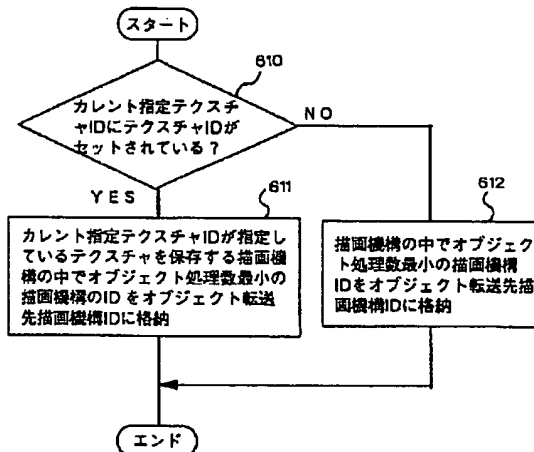 スタート
610
カレント指定テクスチ
ャIDにテクスチャIDが
セットされている？
NO
YES
611
カレント指定テクスチャIDが指定し
ているテクスチャを保存する描画機
構の中でオブジェクト処理数最小の
描画機構のID をオブジェクト転送
先描画機構IDに格納
612
描画機構の中でオブジェク
ト処理数最小の描画機構
IDをオブジェクト転送先描
画機構IDに格納
エンド